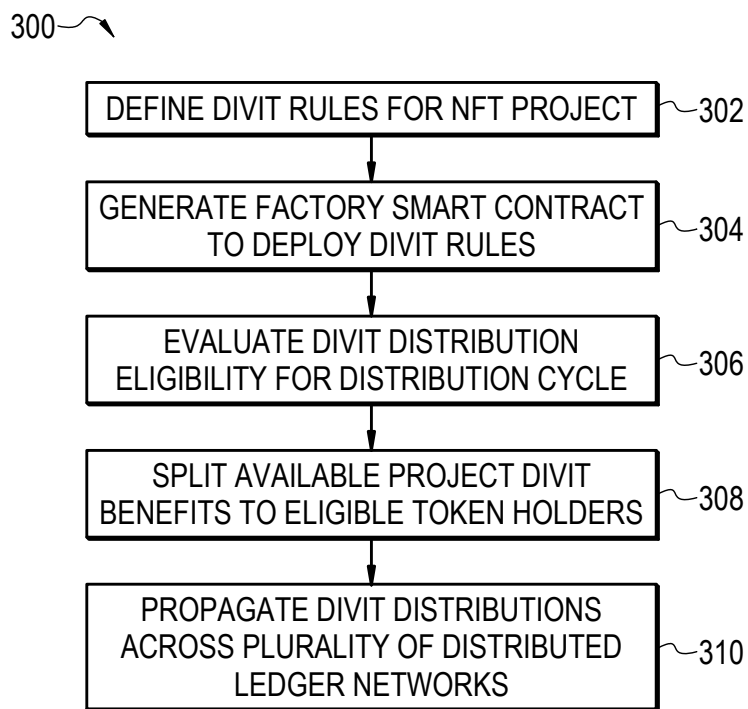 300
DEFINE DIVIT RULES FOR NFT PROJECT
302
GENERATE FACTORY SMART CONTRACT
TO DEPLOY DIVIT RULES
304
EVALUATE DIVIT DISTRIBUTION
ELIGIBILITY FOR DISTRIBUTION CYCLE
306
SPLIT AVAILABLE PROJECT DIVIT
BENEFITS TO ELIGIBLE TOKEN HOLDERS
308
PROPAGATE DIVIT DISTRIBUTIONS
ACROSS PLURALITY OF DISTRIBUTED
LEDGER NETWORKS
310